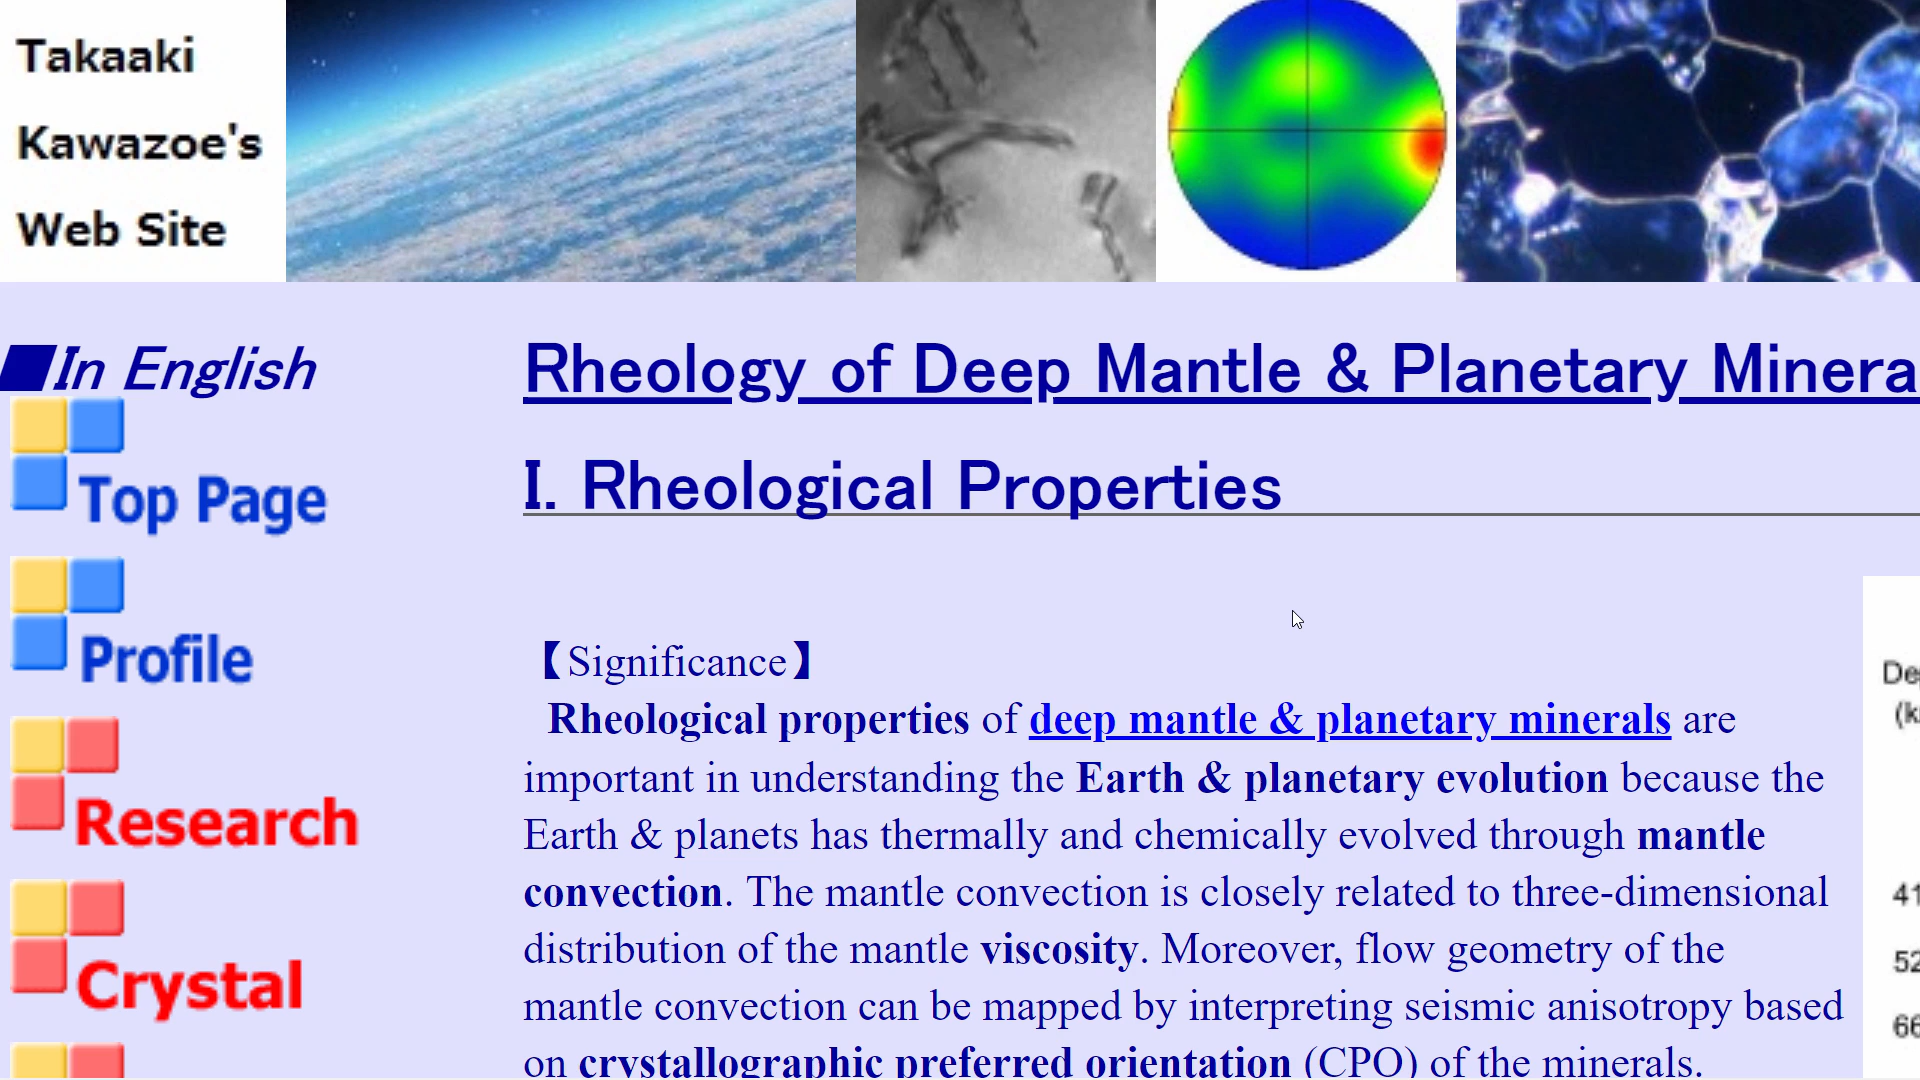 Takaaki
Kawazoe's
Web Site
■In English
Top Page
Profile
Research
Crystal
Rheology of Deep Mantle & Planetary
I. Rheological Properties
【Significance】
Rheological properties of deep mantle & planetary minerals are
important in understanding the Earth & planetary evolution because the
Earth & planets has thermally and chemically evolved through mantle
convection. The mantle convection is closely related to three-dimensional
distribution of the mantle viscosity. Moreover, flow geometry of the
mantle convection can be mapped by interpreting seismic anisotropy based
on crystallographic preferred orientation (CPO) of the minerals.